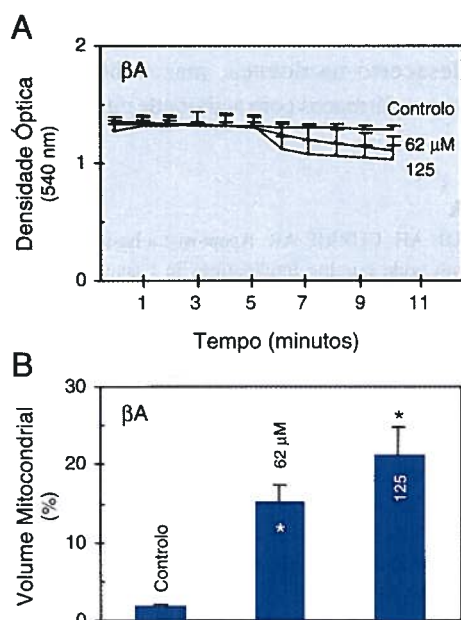 A
2
βA
Controlo
62 µM
125
1
0
Densidade Óptica
(540 nm)
1
3
5
7
9
11
Tempo (minutos)
B
30
βA
20
10
0
Volume Mitocondrial
(%)
Controlo
62 µM
*
*
125